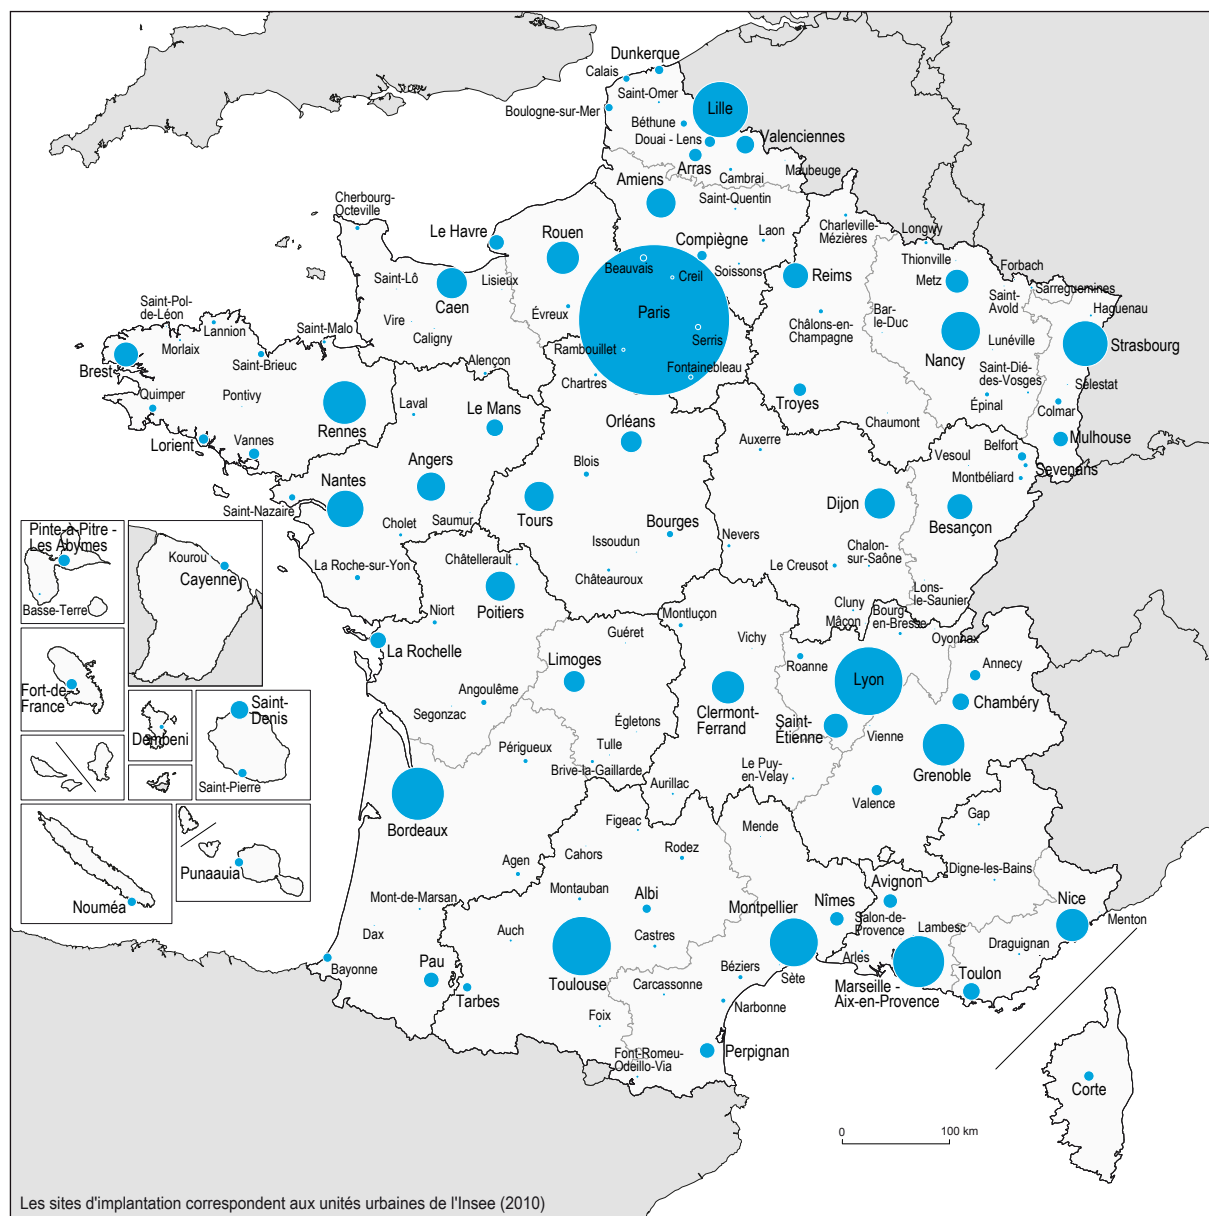 Dunkerque
Calais
Saint-Omer
Boulogne-sur-Mer
Lille
Béthune
Douai - Lens
Valenciennes
Arras
Cambrai
Maubeuge
Amiens
Saint-Quentin
Cherbourg-
Octeville
Le Havre
Rouen
Compiègne
Laon
Charleville-
Mézières
Longwy
Thionville
Forbach
Beauvais
Creil
Soissons
Reims
Metz
Saint-
Avold
Sarreguemines
Haguenau
Saint-Lô
Caen
Lisieux
Évreux
Paris
Serris
Châlons-en-
Champagne
Bar-
le-Duc
Nancy
Lunéville
Strasbourg
Saint-Pol-
de-Léon
Lannion
Morlaix
Saint-Malo
Vire
Caligny
Brest
Saint-Brieuc
Alençon
Rambouillet
Fontainebleau
Chartres
Troyes
Saint-Dié-
des-Vosges
Épinal
Sélestat
Colmar
Quimper
Pontivy
Rennes
Laval
Le Mans
Orléans
Auxerre
Chaumont
Mulhouse
Lorient
Vannes
Belfort
Vesoul
Sevenans
Montbéliard
Nantes
Angers
Blois
Saint-Nazaire
Tours
Dijon
Besançon
Cholet
Saumur
Bourges
Issoudun
Nevers
Chalon-
sur-Saône
Le Creusot
La Roche-sur-Yon
Châtellerault
Châteauroux
Lons-
le-Saunier
Pinte-à-Pitre -
Les Abymes
Basse-Terre
Kourou
Cayenne
Poitiers
Niort
Montluçon
Cluny
Mâcon
Bourg-
en-Bresse
Oyonnax
La Rochelle
Guéret
Vichy
Roanne
Lyon
Annecy
Limoges
Chambéry
Fort-de-
France
Dembeni
Saint-
Denis
Saint-Pierre
Angoulême
Segonzac
Clermont-
Ferrand
Saint-
Étienne
Vienne
Égletons
Tulle
Périgueux
Brive-la-Gaillarde
Le Puy-
en-Velay
Grenoble
Aurillac
Valence
Bordeaux
Figeac
Mende
Gap
Nouméa
Punaauia
Cahors
Rodez
Agen
Digne-les-Bains
Montauban
Albi
Avignon
Mont-de-Marsan
Nîmes
Montpellier
Nice
Menton
Salon-de-
Provence
Lambesc
Dax
Auch
Castres
Draguignan
Bayonne
Pau
Tarbes
Toulouse
Béziers
Sète
Arles
Marseille -
Aix-en-Provence
Toulon
Carcassonne
Narbonne
Foix
Font-Romeu-
Odeillo-Via
Perpignan
Corte
0
100 km
Les sites d'implantation correspondent aux unités urbaines de l'Insee (2010)